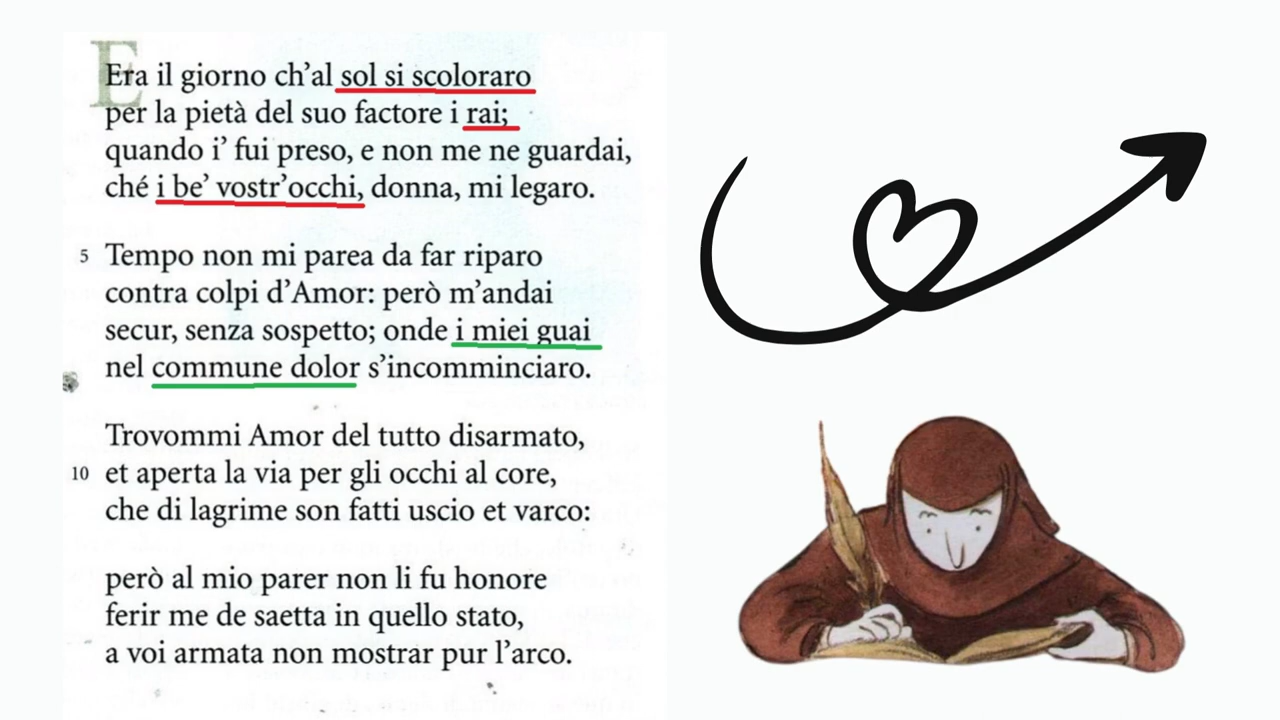 Era il giorno ch'al sol si scoloraro
per la pietà del suo factore i rai;
quando i' fui preso, e non me ne guardai,
ché i be' vostr'occhi, donna, mi legaro.
5 Tempo non mi parea da far riparo
contra colpi d'Amor: però m'andai
secur, senza sospetto; onde i miei guai
nel commune dolor s'incomminciaro.
Trovommi Amor del tutto disarmato,
10 et aperta la via per gli occhi al core,
che di lagrime son fatti uscio et varco:
però al mio parer non li fu honore
ferir me de saetta in quello stato,
a voi armata non mostrar pur l'arco.